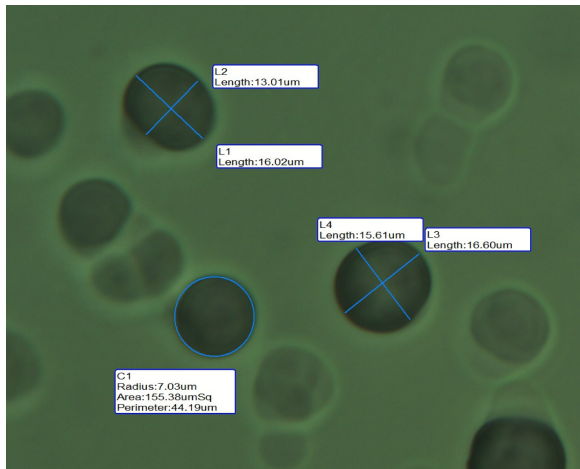 L2
Length:13.01um
L1
Length:16.02um
L4
Length:15.61um
L3
Length:16.60um
C1
Radius:7.03um
Area:155.38umSq
Perimeter:44.19um